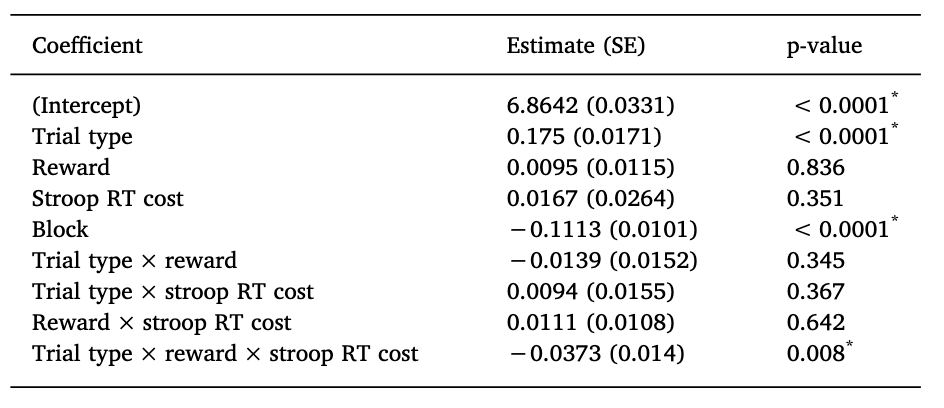 Coefficient Estimate (SE) p-value
(Intercept) 6.8642 (0.0331) < 0.0001*
Trial type 0.175 (0.0171) < 0.0001*
Reward 0.0095 (0.0115) 0.836
Stroop RT cost 0.0167 (0.0264) 0.351
Block −0.1113 (0.0101) < 0.0001*
Trial type × reward −0.0139 (0.0152) 0.345
Trial type × stroop RT cost 0.0094 (0.0155) 0.367
Reward × stroop RT cost 0.0111 (0.0108) 0.642
Trial type × reward × stroop RT cost −0.0373 (0.014) 0.008*